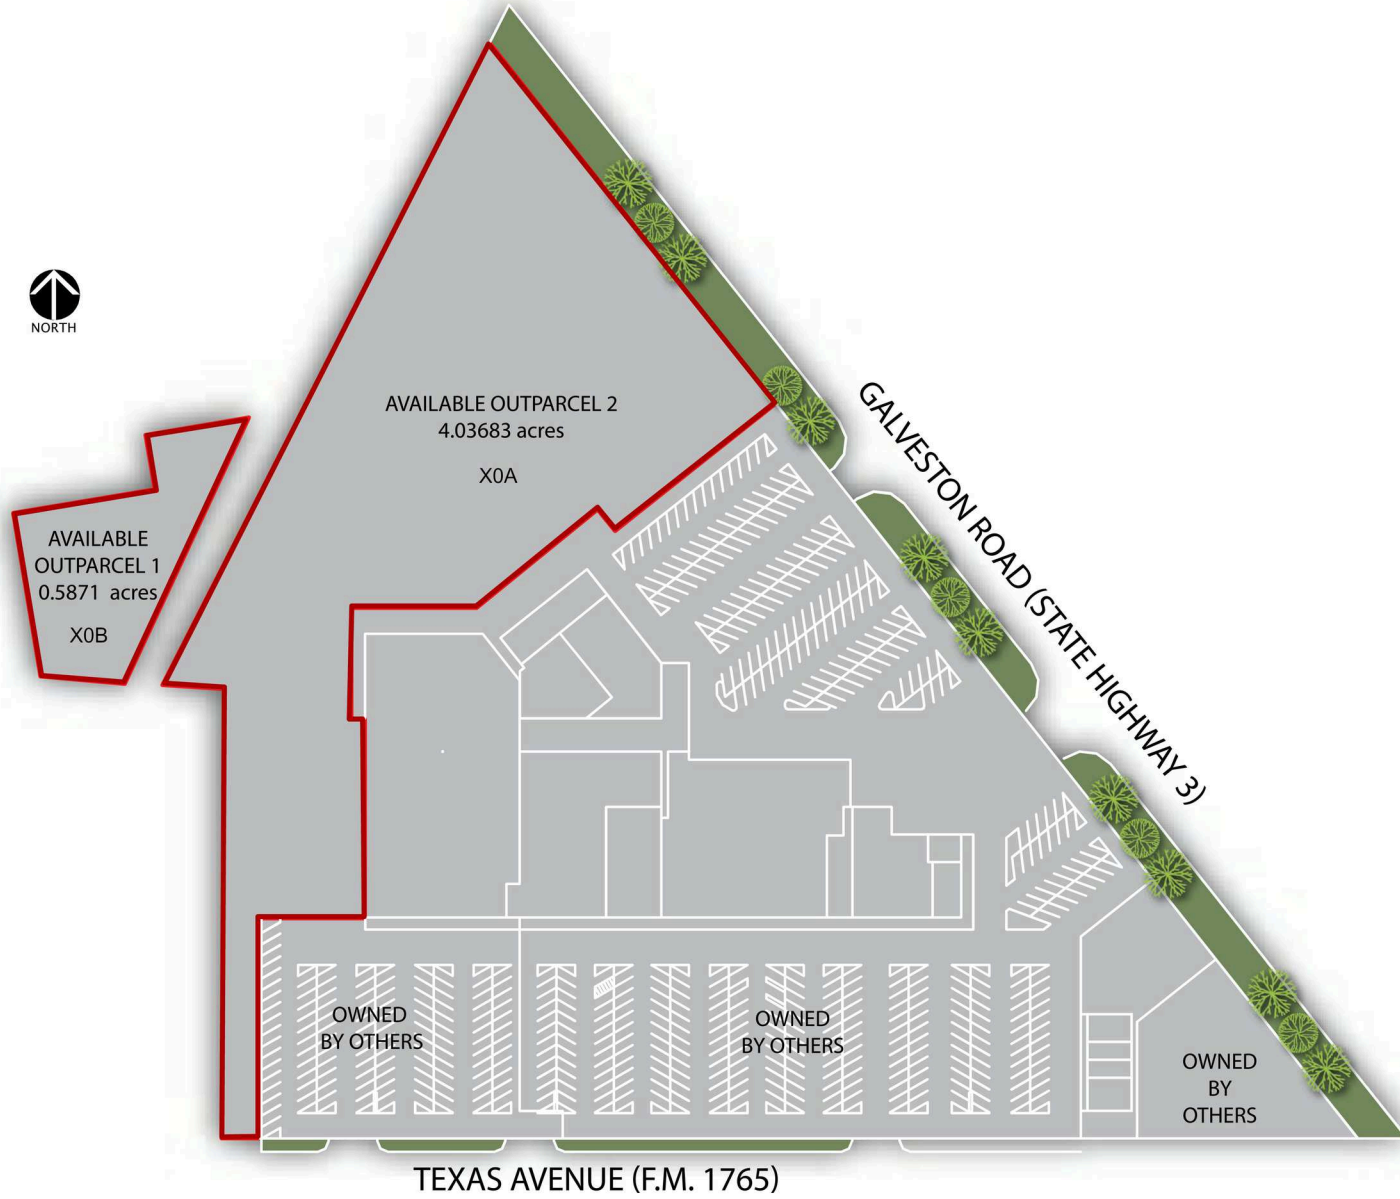 NORTH
AVAILABLE OUTPARCEL 2
4.03683 acres
X0A
AVAILABLE
OUTPARCEL 1
0.5871 acres
X0B
GALVESTON ROAD (STATE HIGHWAY 3)
OWNED
BY OTHERS
OWNED
BY OTHERS
OWNED
BY
OTHERS
TEXAS AVENUE (F.M. 1765)